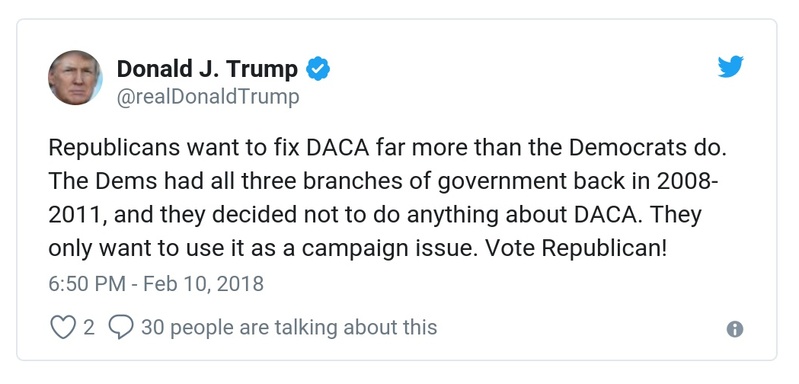 Donald J. Trump
@realDonaldTrump
Republicans want to fix DACA far more than the Democrats do.
The Dems had all three branches of government back in 2008-
2011, and they decided not to do anything about DACA. They
only want to use it as a campaign issue. Vote Republican!
6:50 PM - Feb 10, 2018
2 30 people are talking about this